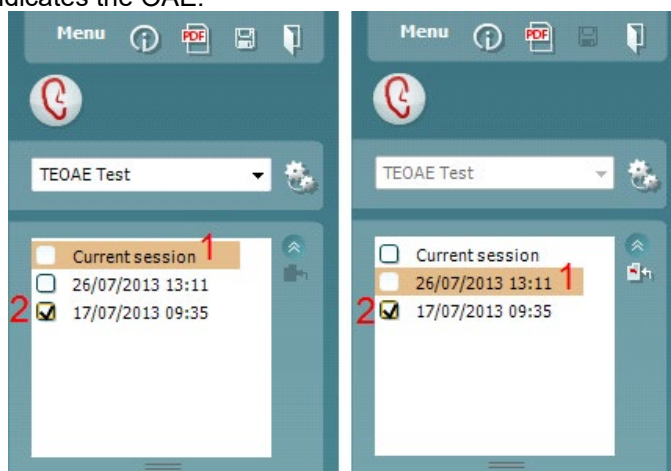 dicates the OAE.
Menu PDF
TEOAE Test
Current session 1
26/07/2013 13:11
2 17/07/2013 09:35
Menu PDF
TEOAE Test
Current session
26/07/2013 13:11 1
2 17/07/2013 09:35